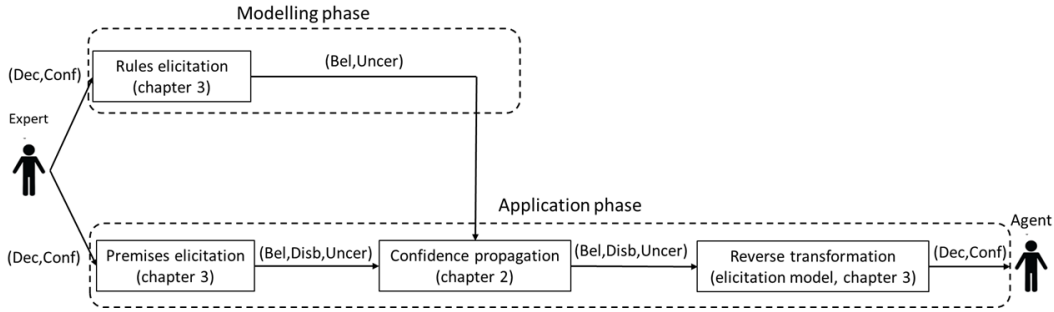 Modelling phase
(Dec,Conf)
Rules elicitation
(chapter 3)
(Bel,Uncer)
Expert
Application phase
Agent
(Dec,Conf)
Premises elicitation
(chapter 3)
(Bel,Disb,Uncer)
Confidence propagation
(chapter 2)
(Bel,Disb,Uncer)
Reverse transformation
(elicitation model, chapter 3)
(Dec,Conf)